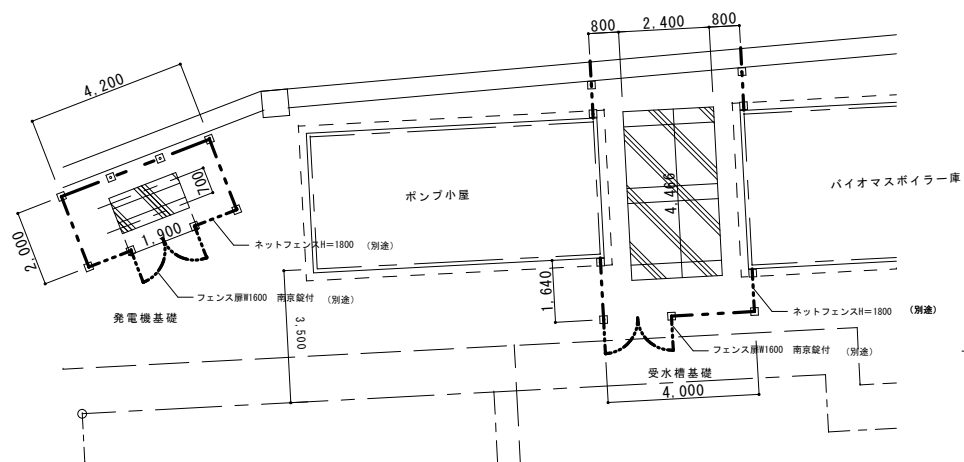 800
2,400
800
4,200
700
ポンプ小屋
4,466
バイオマスボイラー庫
2,000
1,900
ネットフェンスH=1800 (別途)
フェンス扉W1600 南京錠付 (別途)
発電機基礎
3,500
1,640
ネットフェンスH=1800 (別途)
フェンス扉W1600 南京錠付 (別途)
受水槽基礎
4,000